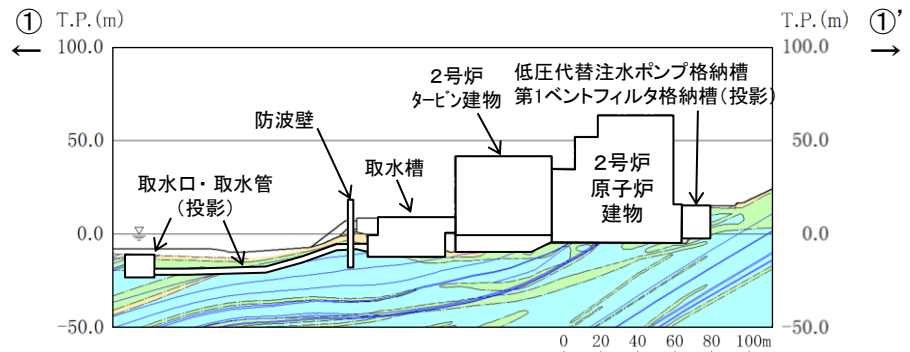 ① T.P.(m)
T.P.(m) ①’
100.0
100.0
50.0
50.0
0.0
0.0
-50.0
-50.0
取水口・取水管
(投影)
防波壁
取水槽
2号炉
タービン建物
2号炉
原子炉
建物
低圧代替注水ポンプ格納槽
第1ベントフィルタ格納槽(投影)
0 20 40 60 80 100m